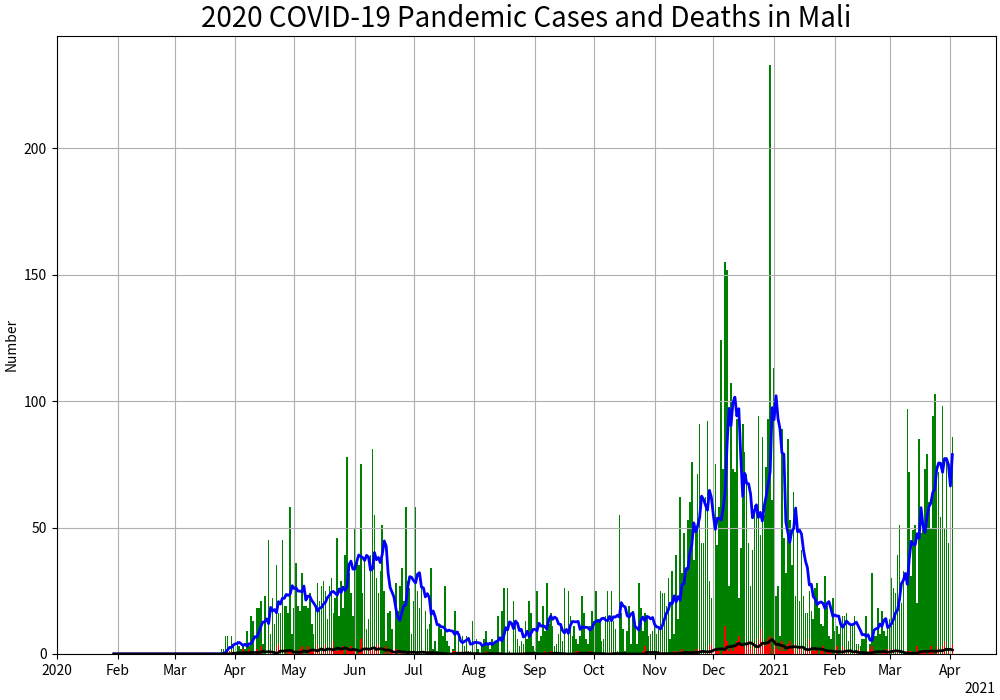 2020 COVID-19 Pandemic Cases and Deaths in Mali
Number
200
150
100
50
0
2020 Feb Mar Apr May Jun Jul Aug Sep Oct Nov Dec 2021 Feb Mar Apr
2021